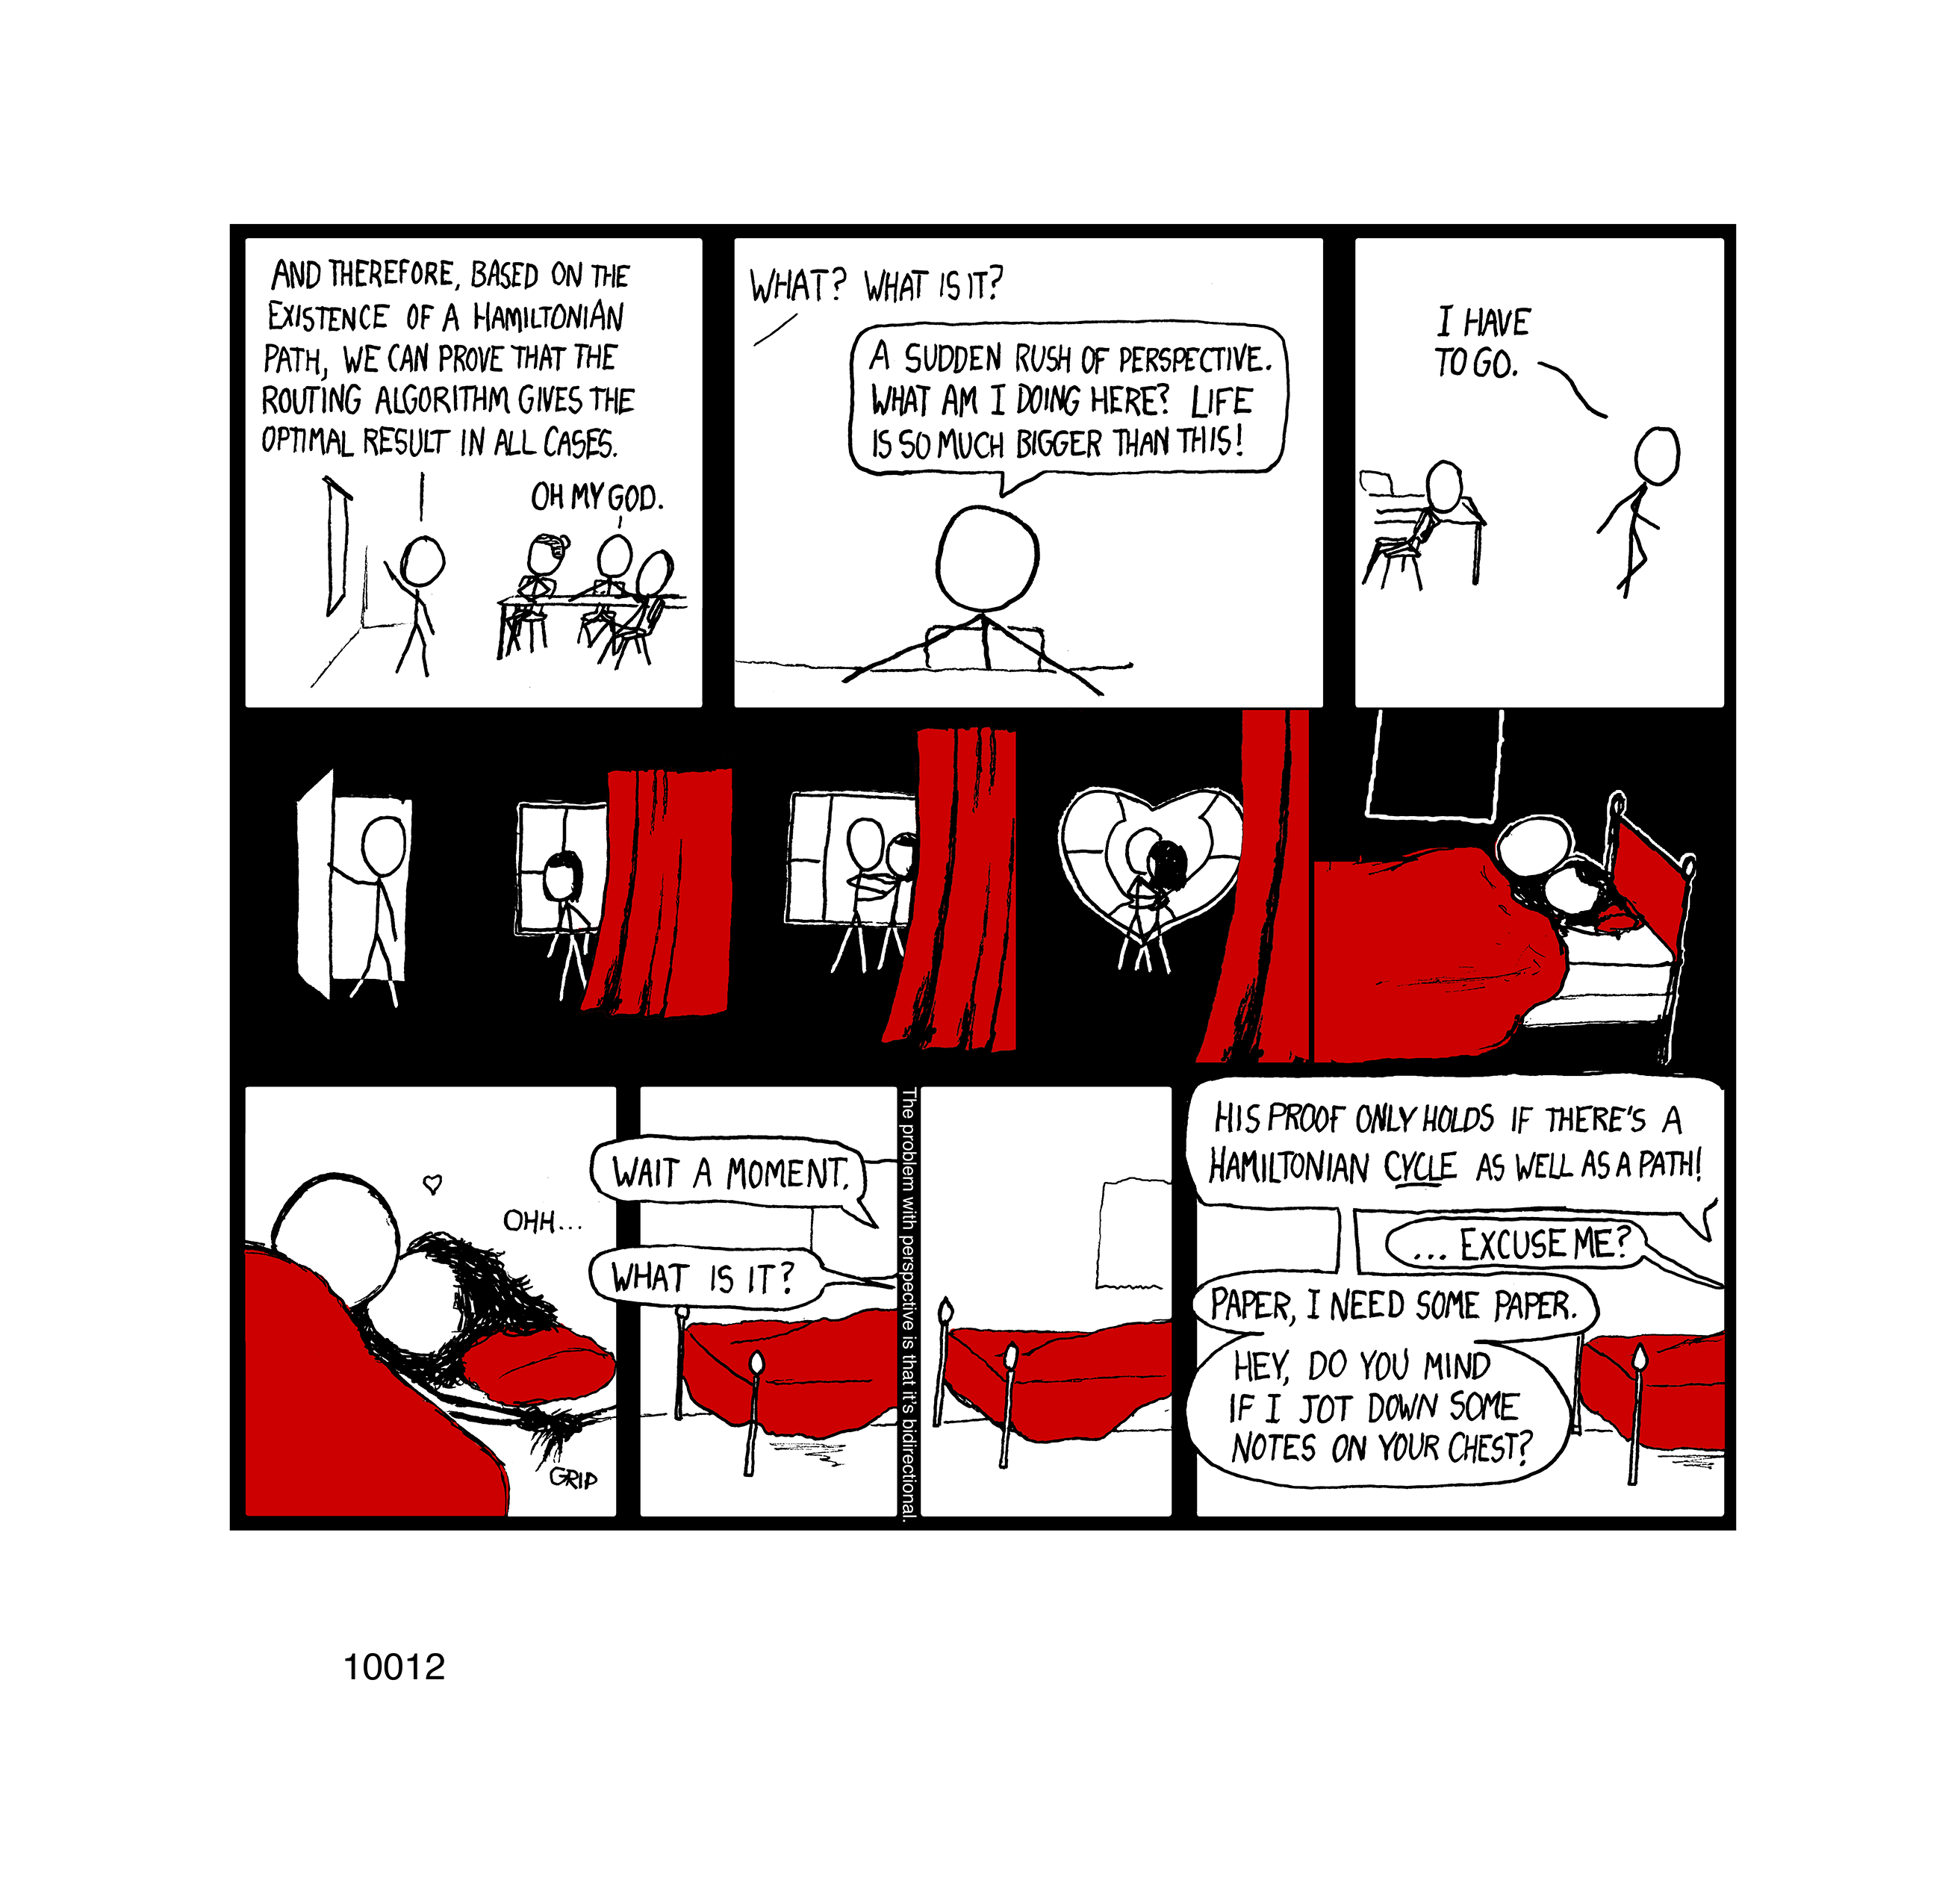 AND THEREFORE, BASED ON THE
EXISTENCE OF A HAMILTONIAN
PATH, WE CAN PROVE THAT THE
ROUTING ALGORITHM GIVES THE
OPTIMAL RESULT IN ALL CASES.
OH MY GOD.
WHAT? WHAT IS IT?
A SUDDEN RUSH OF PERSPECTIVE.
WHAT AM I DOING HERE? LIFE
IS SO MUCH BIGGER THAN THIS!
I HAVE
TO GO.
OHH...
GRIP
WAIT A MOMENT.
WHAT IS IT?
The problem with perspective is that it's bidirectional.
HIS PROOF ONLY HOLDS IF THERE'S A
HAMILTONIAN CYCLE AS WELL AS A PATH!
... EXCUSE ME?
PAPER, I NEED SOME PAPER.
HEY, DO YOU MIND
IF I JOT DOWN SOME
NOTES ON YOUR CHEST?
10012